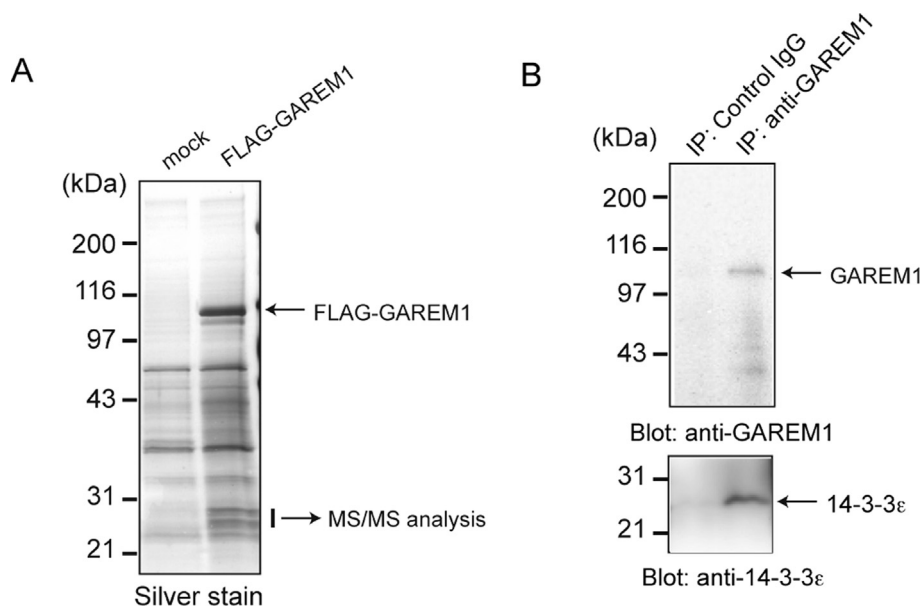 A
mock
FLAG-GAREM1
(kDa)
200
116
97
43
31
21
FLAG-GAREM1
MS/MS analysis
Silver stain
B
IP: Control IgG
IP: anti-GAREM1
(kDa)
200
116
97
43
GAREM1
Blot: anti-GAREM1
31
21
14-3-3ε
Blot: anti-14-3-3ε